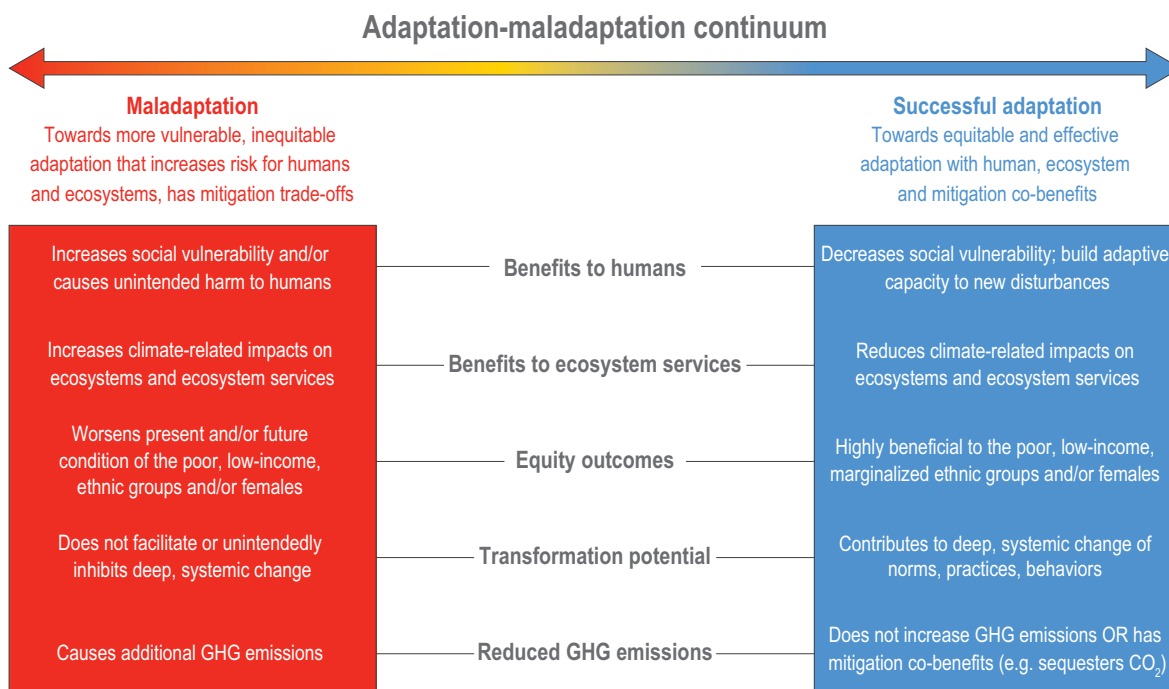 Adaptation-maladaptation continuum
Maladaptation
Towards more vulnerable, inequitable
adaptation that increases risk for humans
and ecosystems, has mitigation trade-offs
Successful adaptation
Towards equitable and effective
adaptation with human, ecosystem
and mitigation co-benefits
Increases social vulnerability and/or
causes unintended harm to humans
Benefits to humans
Decreases social vulnerability; build adaptive
capacity to new disturbances
Increases climate-related impacts on
ecosystems and ecosystem services
Benefits to ecosystem services
Reduces climate-related impacts on
ecosystems and ecosystem services
Worsens present and/or future
condition of the poor, low-income,
ethnic groups and/or females
Equity outcomes
Highly beneficial to the poor, low-income,
marginalized ethnic groups and/or females
Does not facilitate or unintendedly
inhibits deep, systemic change
Transformation potential
Contributes to deep, systemic change of
norms, practices, behaviors
Causes additional GHG emissions
Reduced GHG emissions
Does not increase GHG emissions OR has
mitigation co-benefits (e.g. sequesters CO₂)